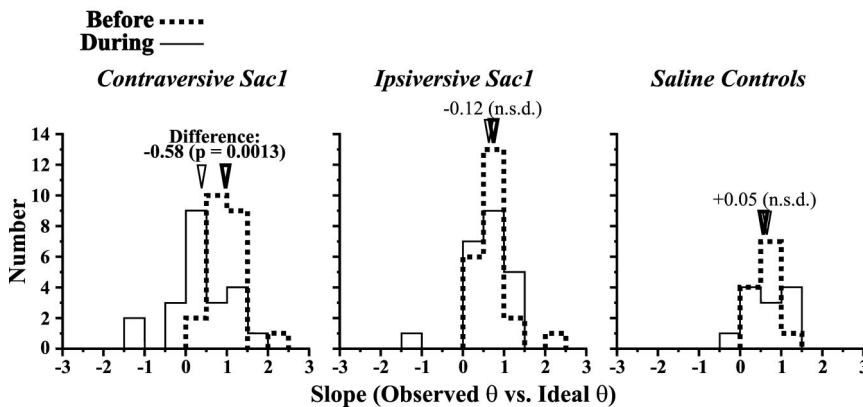 Before
During
Contraversive Sac1
Ipsiversive Sac1
Saline Controls
Difference:
-0.58 (p = 0.0013)
-0.12 (n.s.d.)
+0.05 (n.s.d.)
Number
14
12
10
8
6
4
2
0
-3 -2 -1 0 1 2 3
-3 -2 -1 0 1 2 3
-3 -2 -1 0 1 2 3
Slope (Observed θ vs. Ideal θ)